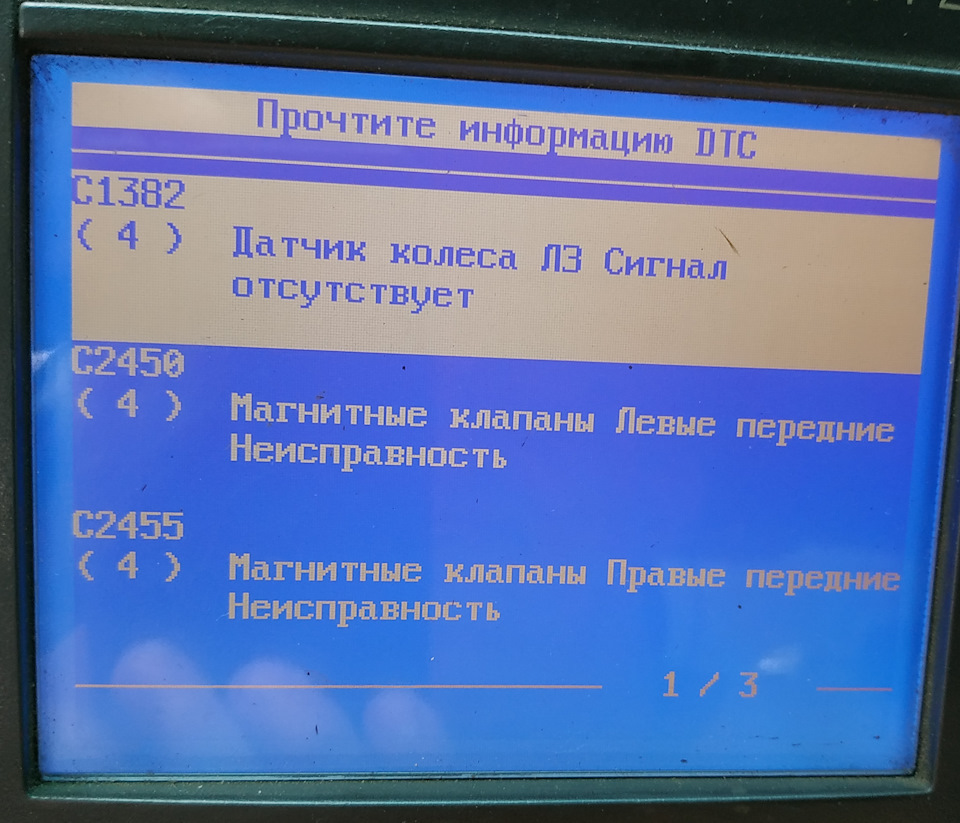 Прочтите информацию DTC
C1382
( 4 ) Датчик колеса ЛЗ Сигнал
отсутствует
C2450
( 4 ) Магнитные клапаны Левые передние
Неисправность
C2455
( 4 ) Магнитные клапаны Правые передние
Неисправность
1 / 3